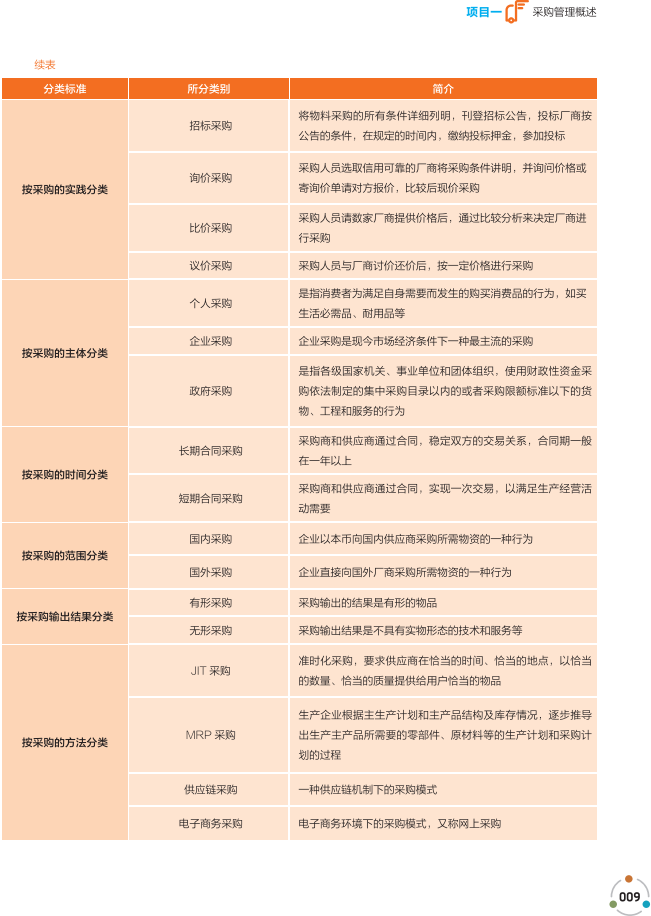 项目一 采购管理概述
续表
分类标准 所分类别 简介
按采购的实践分类
招标采购
将物料采购的所有条件详细列明，刊登招标公告，投标厂商按
公告的条件，在规定的时间内，缴纳投标押金，参加投标
询价采购
采购人员选取信用可靠的厂商将采购条件讲明，并询问价格或
寄询价单请对方报价，比较后现价采购
比价采购
采购人员请数家厂商提供价格后，通过比较分析来决定厂商进
行采购
议价采购
采购人员与厂商讨价还价后，按一定价格进行采购
按采购的主体分类
个人采购
是指消费者为满足自身需要而发生的购买消费品的行为，如买
生活必需品、耐用品等
企业采购
企业采购是现今市场经济条件下一种最主流的采购
政府采购
是指各级国家机关、事业单位和团体组织，使用财政性资金采
购依法制定的集中采购目录以内的或者采购限额标准以下的货
物、工程和服务的行为
按采购的时间分类
长期合同采购
采购商和供应商通过合同，稳定双方的交易关系，合同期一般
在一年以上
短期合同采购
采购商和供应商通过合同，实现一次交易，以满足生产经营活
动需要
按采购的范围分类
国内采购
企业以本币向国内供应商采购所需物资的一种行为
国外采购
企业直接向国外厂商采购所需物资的一种行为
按采购输出结果分类
有形采购
采购输出的结果是有形的物品
无形采购
采购输出结果是不具有实物形态的技术和服务等
按采购的方法分类
JIT 采购
准时化采购，要求供应商在恰当的时间、恰当的地点，以恰当
的数量、恰当的质量提供给用户恰当的物品
MRP 采购
生产企业根据主生产计划和主产品结构及库存情况，逐步推导
出生产主产品所需要的零部件、原材料等的生产计划和采购计
划的过程
供应链采购
一种供应链机制下的采购模式
电子商务采购
电子商务环境下的采购模式，又称网上采购
009